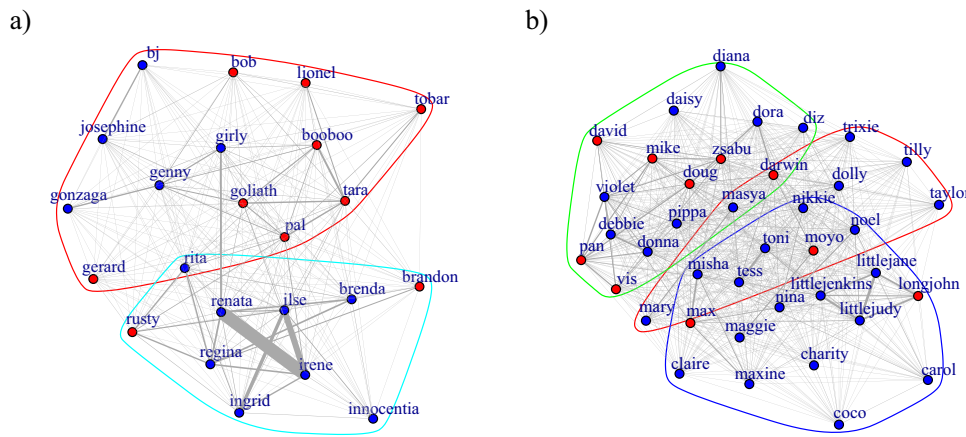 a)
bj
bob
lionel
tobar
josephine
girly
booboo
genny
gonzaga
goliath
tara
pal
gerard
rita
brandon
renata
ilse
brenda
rusty
regina
irene
ingrid
innocentia
b)
diana
daisy
dora
diz
david
trixie
mike
zsabu
tilly
doug
darwin
dolly
violet
masya
nikkie
taylor
debbie
pippa
noel
pan
donna
toni
moyo
vis
misha
tess
littlejane
littlejenkins
longjohn
nina
mary
max
littlejudy
maggie
claire
charity
carol
maxine
coco